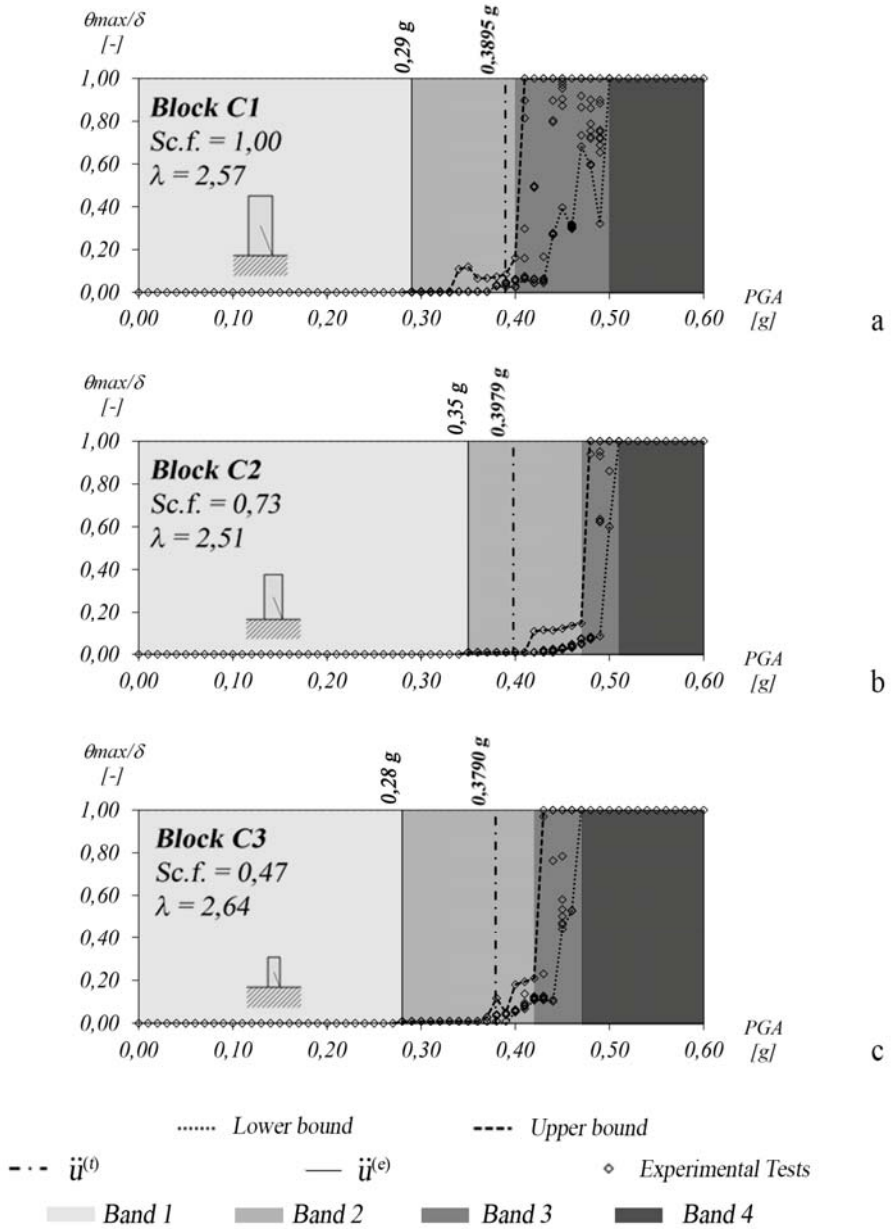 θmax/δ
[-]
0,29 g
0,3895 g
1,00
0,80
0,60
0,40
0,20
0,00
Block C1
Sc.f. = 1,00
λ = 2,57
0,00 0,10 0,20 0,30 0,40 0,50 0,60
PGA
[g]
a
θmax/δ
[-]
0,35 g
0,3979 g
1,00
0,80
0,60
0,40
0,20
0,00
Block C2
Sc.f. = 0,73
λ = 2,51
0,00 0,10 0,20 0,30 0,40 0,50 0,60
PGA
[g]
b
θmax/δ
[-]
0,28 g
0,3790 g
1,00
0,80
0,60
0,40
0,20
0,00
Block C3
Sc.f. = 0,47
λ = 2,64
0,00 0,10 0,20 0,30 0,40 0,50 0,60
PGA
[g]
c
Lower bound Upper bound
ü(t) ü(e) Experimental Tests
Band 1 Band 2 Band 3 Band 4